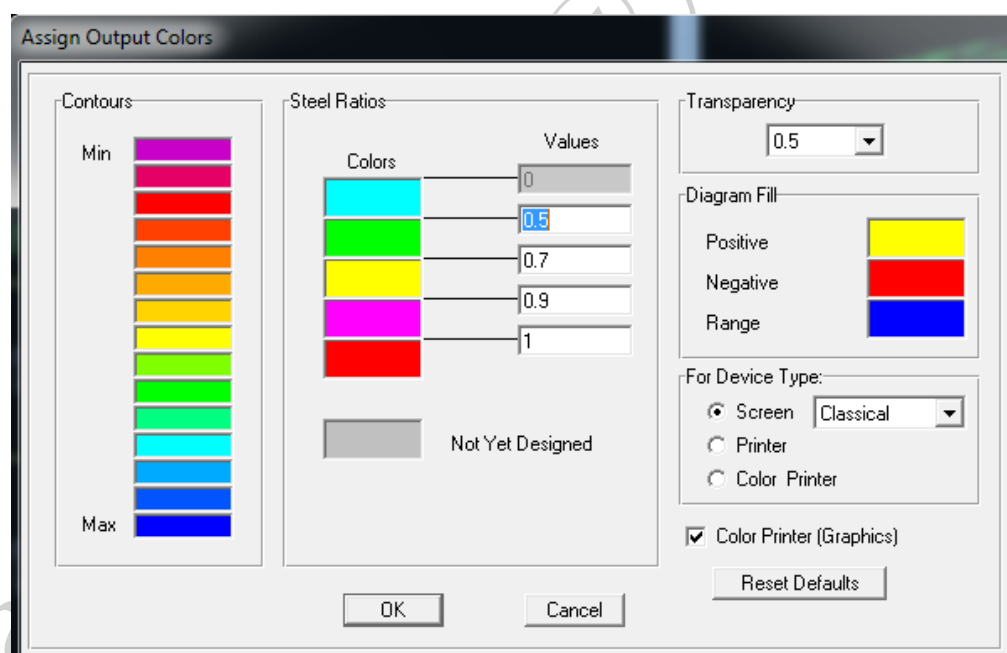 Assign Output Colors
Contours
Min
Max
Steel Ratios
Colors
Values
0
0.5
0.7
0.9
1
Not Yet Designed
Transparency
0.5
Diagram Fill
Positive
Negative
Range
For Device Type:
Screen
Classical
Printer
Color Printer
Color Printer (Graphics)
Reset Defaults
OK
Cancel